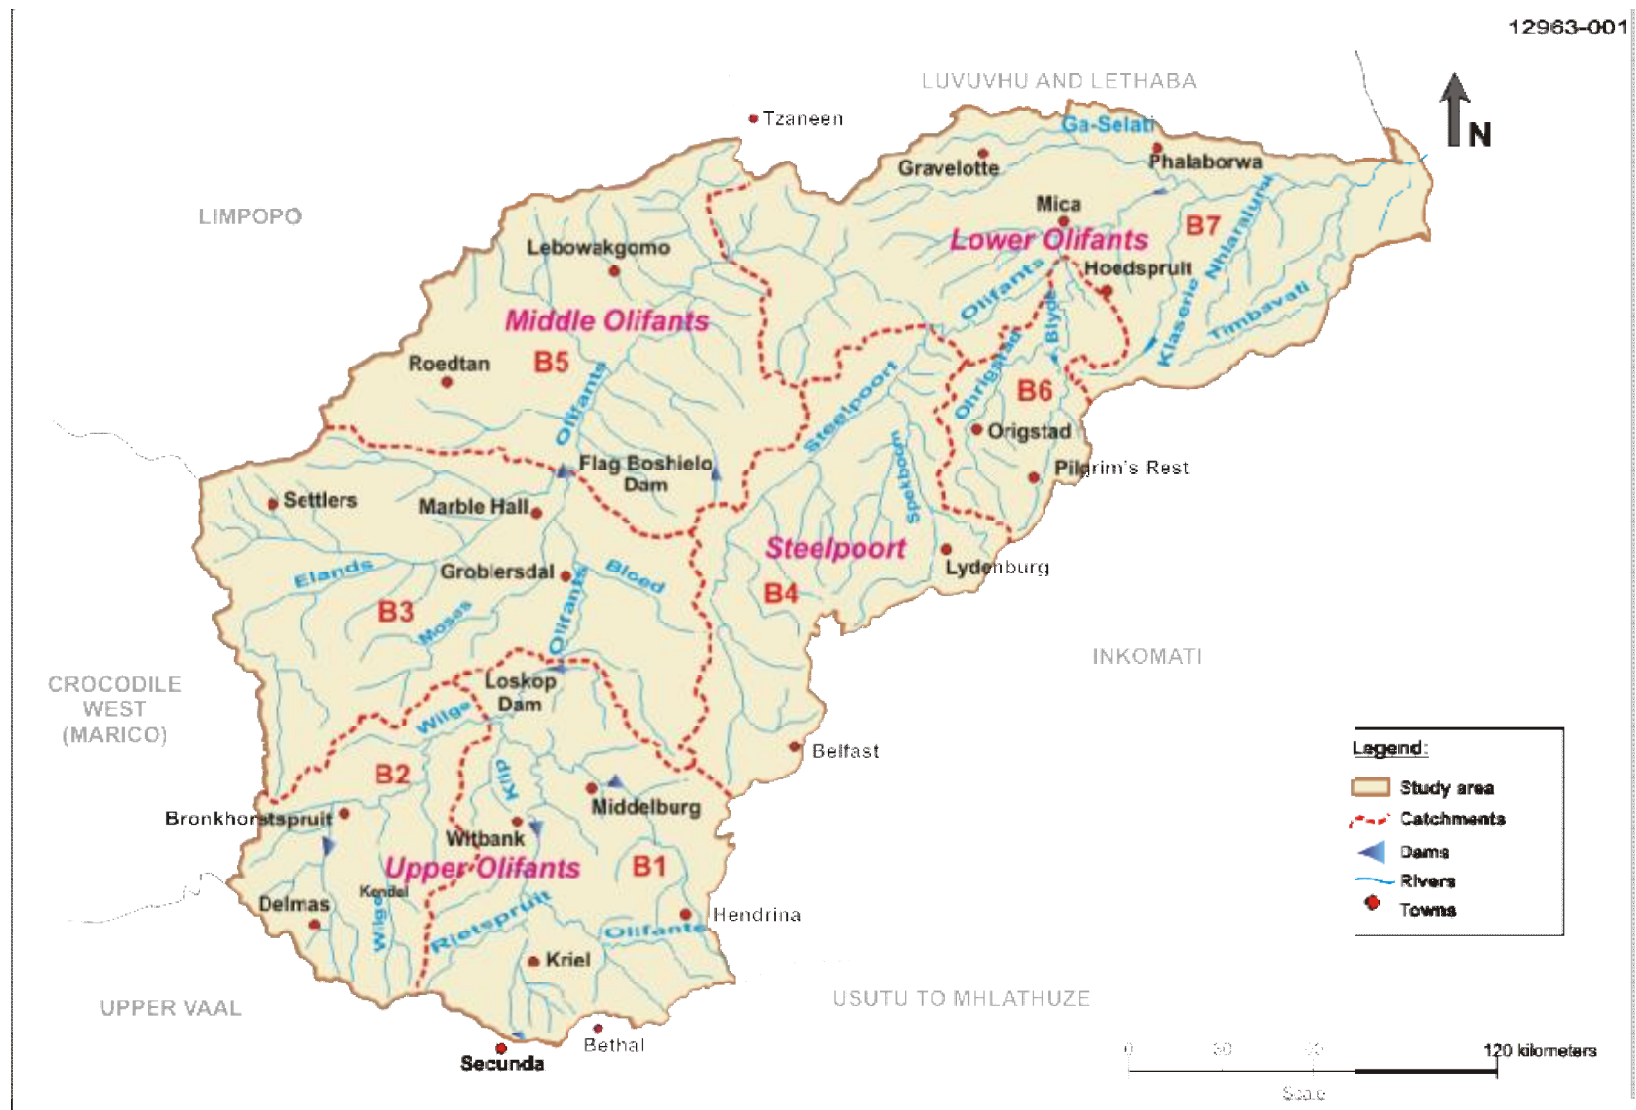 12963-001
LUVUVHU AND LETHABA
N
Tzaneen
Ga-Selati
Gravelotte
Phalaborwa
LIMPOPO
Mica
B7
Nhlaralumi
Lebowakgomo
Lower Olifants
Hoedspruit
Olifants
Klaserie
Timbavati
Blyde
Middle Olifants
B5
Roedtan
Olifants
Steelpoort
Ohrigstad
B6
Origstad
Pilgrim's Rest
Flag Boshielo
Dam
Spekboom
Settlers
Marble Hall
Steelpoort
B4
Lydenburg
Elands
Groblersdal
Bloed
B3
Moses
Olifants
INKOMATI
CROCODILE
WEST
(MARICO)
Loskop
Dam
Wilge
Belfast
B2
Klip
Middelburg
Bronkhorstspruit
Witbank
Upper Olifants
B1
Delmas
Kendal
Wilge
Rietspruit
Olifants
Hendrina
Kriel
UPPER VAAL
USUTU TO MHLATHUZE
Bethal
Secunda
Legend:
Study area
Catchments
Dams
Rivers
Towns
0 30 120 kilometers
Scale